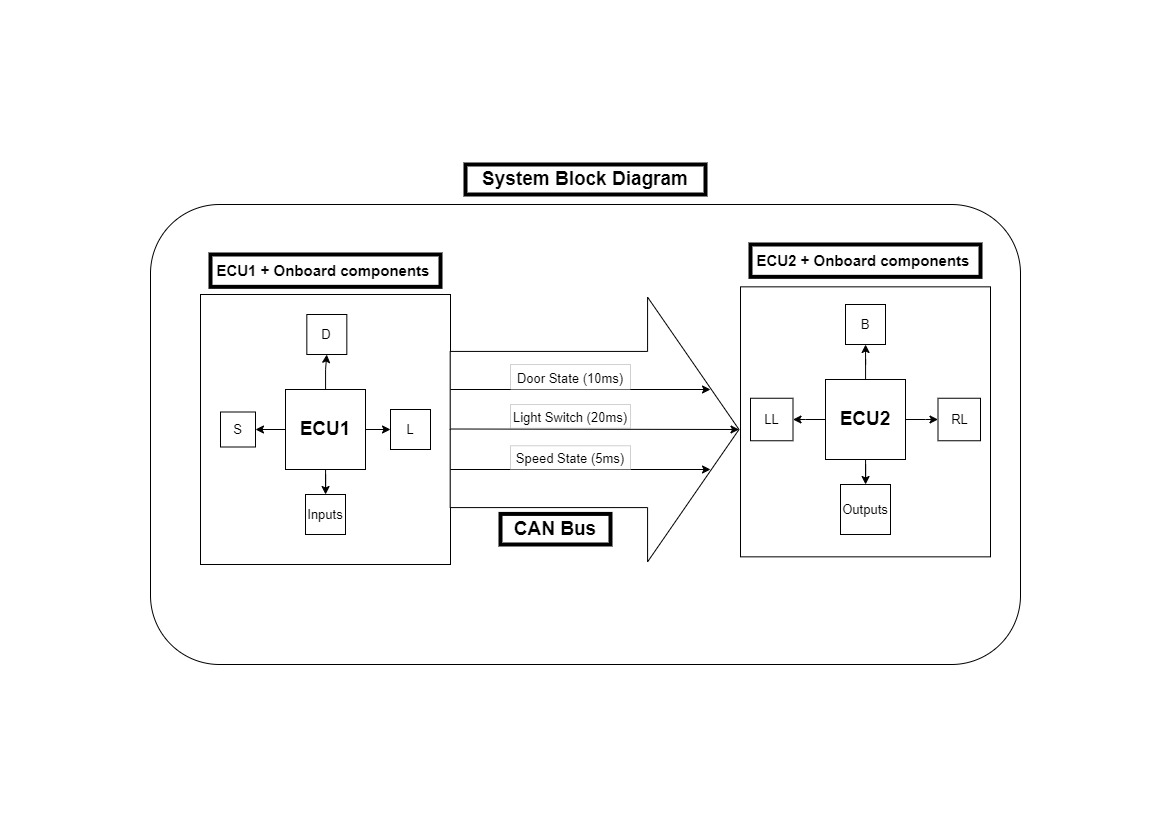 System Block Diagram
ECU1 + Onboard components
ECU2 + Onboard components
D
S
ECU1
L
Inputs
Door State (10ms)
Light Switch (20ms)
Speed State (5ms)
CAN Bus
B
LL
ECU2
RL
Outputs